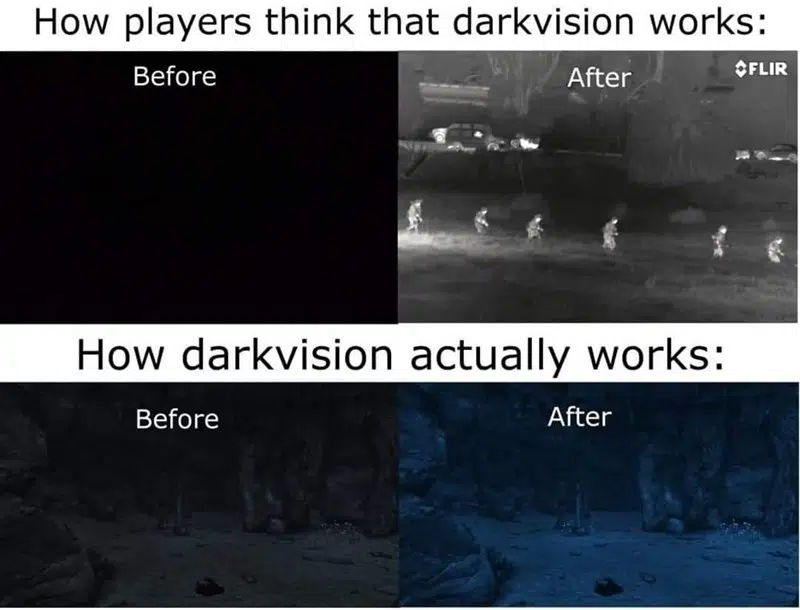 How players think that darkvision works:
Before
After
FLIR
How darkvision actually works:
Before
After